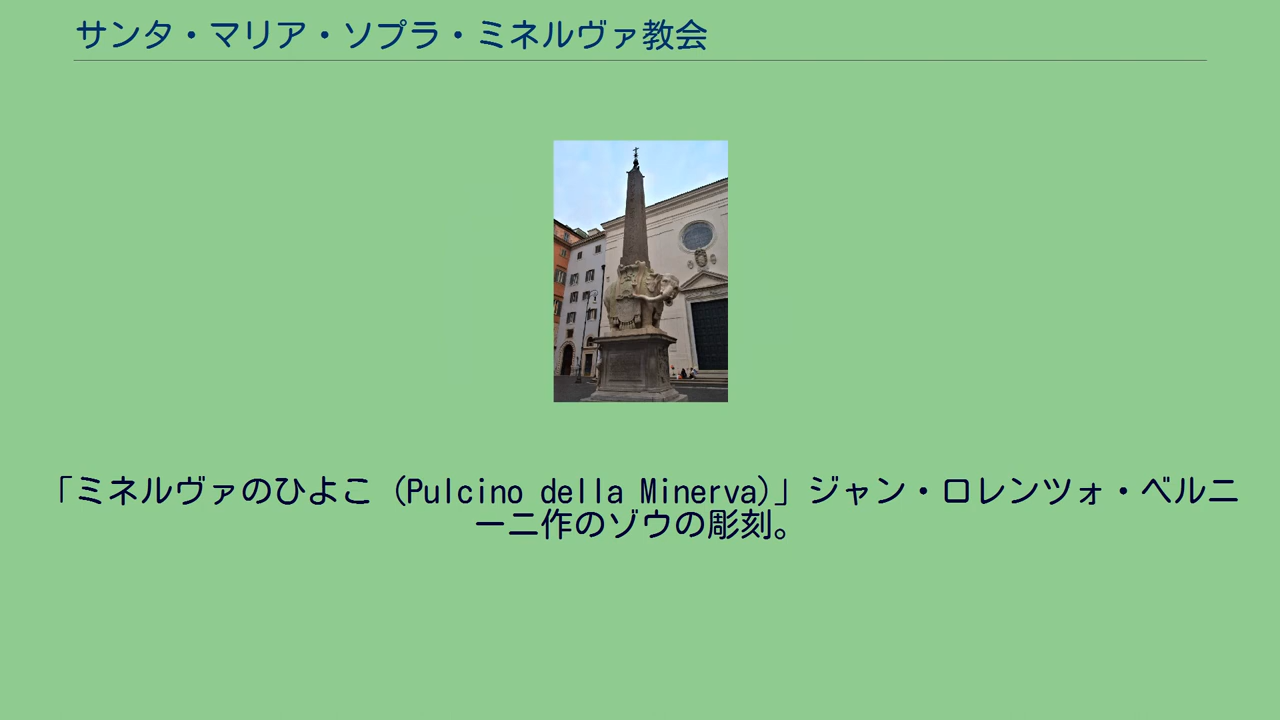 サンタ・マリア・ソプラ・ミネルヴァ教会
「ミネルヴァのひよこ (Pulcino della Minerva)」ジャン・ロレンツォ・ベルニ
ーニ作のゾウの彫刻。